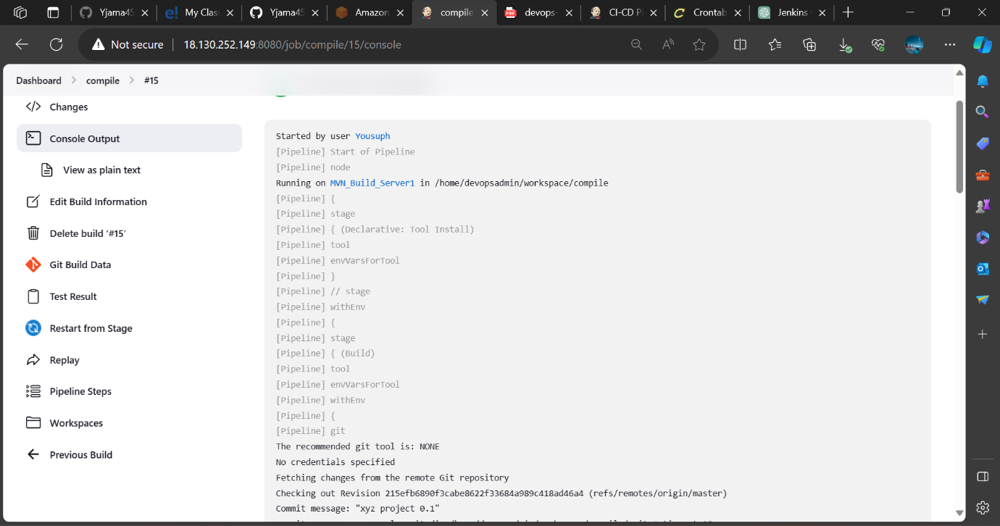 Yjama45
My Clas
Yjama45
Amazon
compile
devops-
CI-CD Pi
Crontab
Jenkins
Not secure
18.130.252.149:8080/job/compile/15/console
Dashboard
compile
#15
Changes
Console Output
View as plain text
Edit Build Information
Delete build ‘#15’
Git Build Data
Test Result
Restart from Stage
Replay
Pipeline Steps
Workspaces
Previous Build
Started by user Yousuph
[Pipeline] Start of Pipeline
[Pipeline] node
Running on MVN_Build_Server1 in /home/devopsadmin/workspace/compile
[Pipeline] {
[Pipeline] stage
[Pipeline] { (Declarative: Tool Install)
[Pipeline] tool
[Pipeline] envVarsForTool
[Pipeline] }
[Pipeline] // stage
[Pipeline] withEnv
[Pipeline] {
[Pipeline] stage
[Pipeline] { (Build)
[Pipeline] tool
[Pipeline] envVarsForTool
[Pipeline] withEnv
[Pipeline] {
[Pipeline] git
The recommended git tool is: NONE
No credentials specified
Fetching changes from the remote Git repository
Checking out Revision 215efb6890f3cabe8622f33684a989c418ad46a4 (refs/remotes/origin/master)
Commit message: "xyz project 0.1"